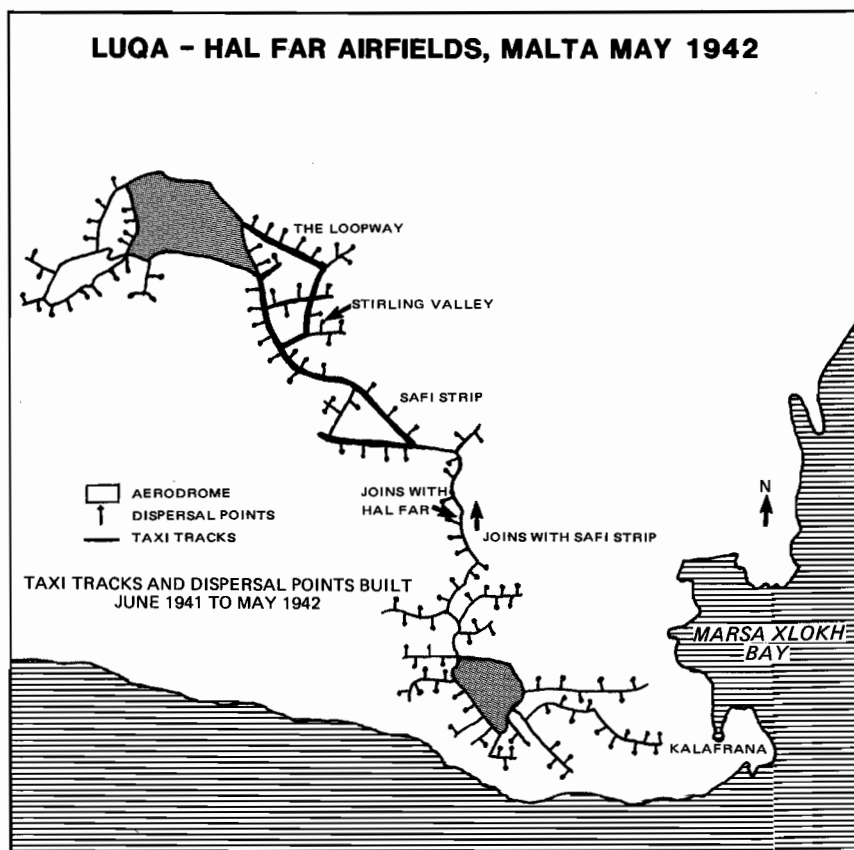 LUQA – HAL FAR AIRFIELDS, MALTA MAY 1942
THE LOOPWAY
STIRLING VALLEY
SAFI STRIP
AERODROME
DISPERSAL POINTS
TAXI TRACKS
JOINS WITH
HAL FAR
N
JOINS WITH SAFI STRIP
TAXI TRACKS AND DISPERSAL POINTS BUILT
JUNE 1941 TO MAY 1942
MARSA XLOKH
BAY
KALAFRANA